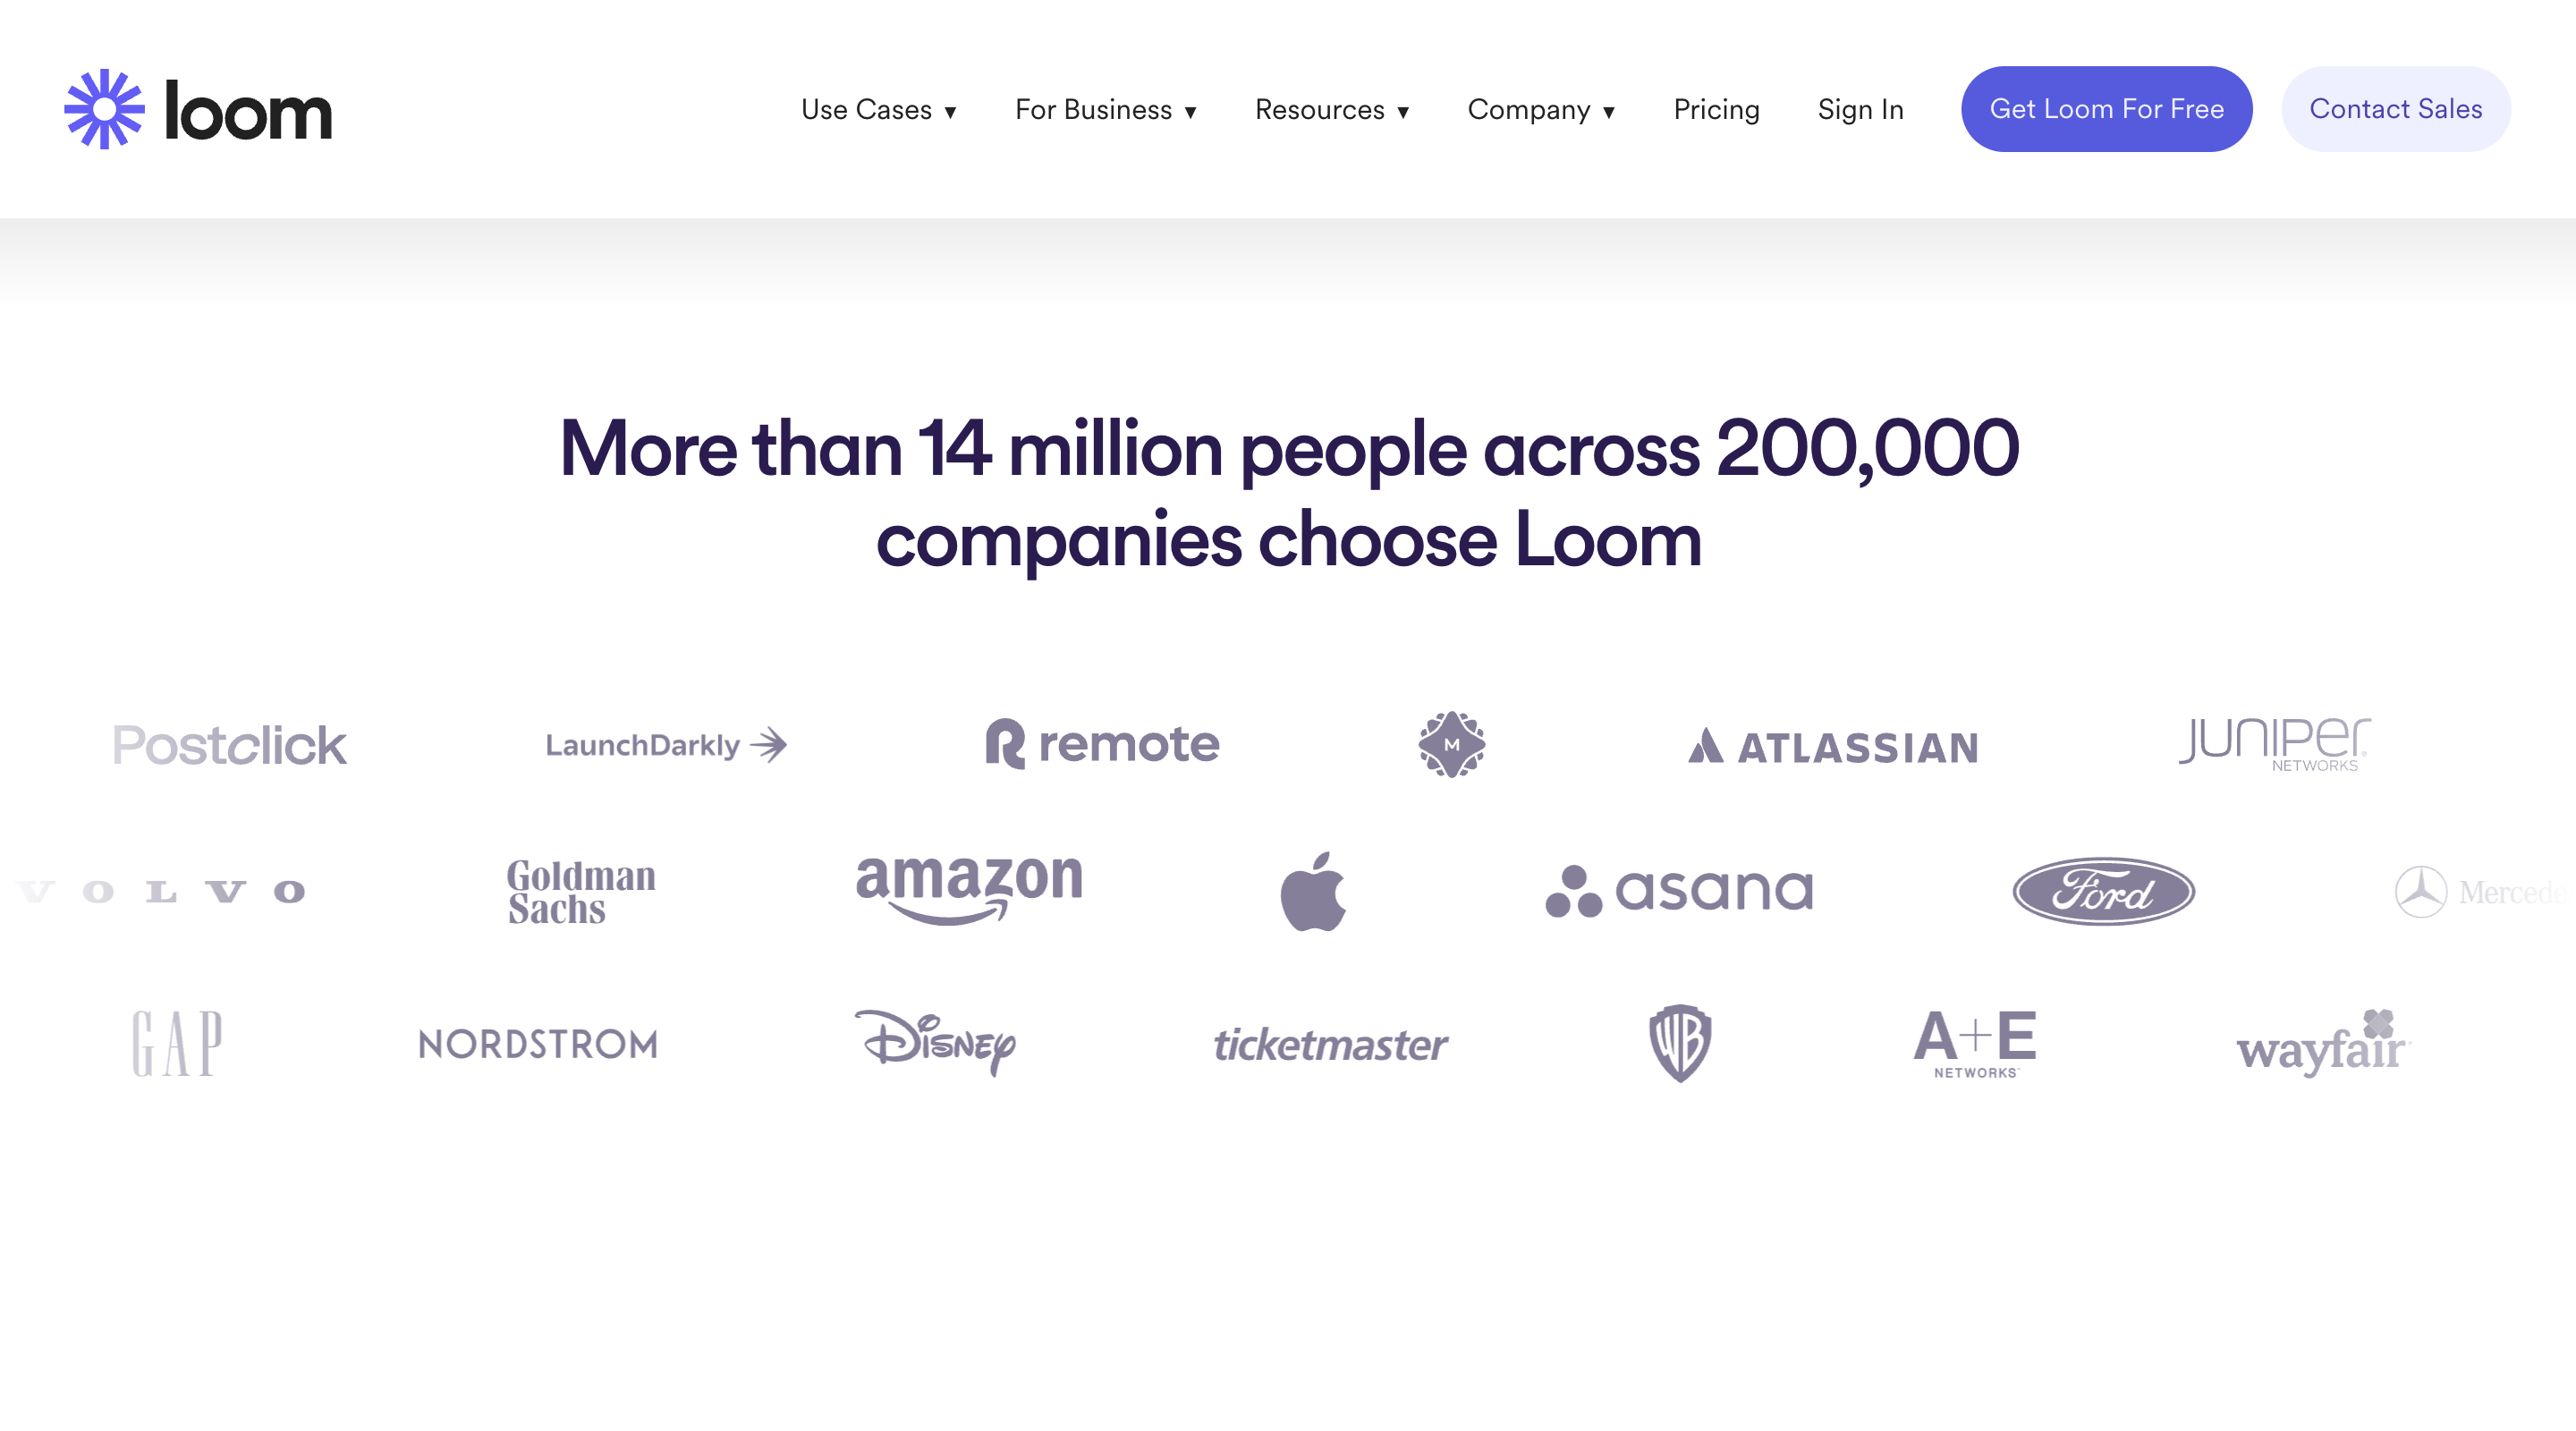 loom
Use Cases ▼ For Business ▼ Resources ▼ Company ▼ Pricing Sign In Get Loom For Free Contact Sales
More than 14 million people across 200,000
companies choose Loom
Postclick LaunchDarkly remote M ATLASSIAN JUNIPEr NETWORKS
VOLVO Goldman Sachs amazon asana Ford Mercede
GAP NORDSTROM Disney ticketmaster WB A+E NETWORKS wayfair